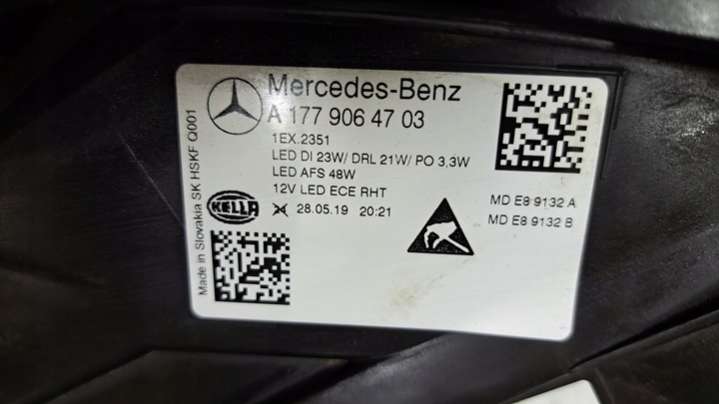 Mercedes-Benz
A 177 906 47 03
1EX.2351
LED DI 23W/ DRL 21W/ PO 3,3W
LED AFS 48W
12V LED ECE RHT
28.05.19 20:21
HELLA
MD E8 9132 A
MD E8 9132 B
Made in Slovakia SK HSKF Q001